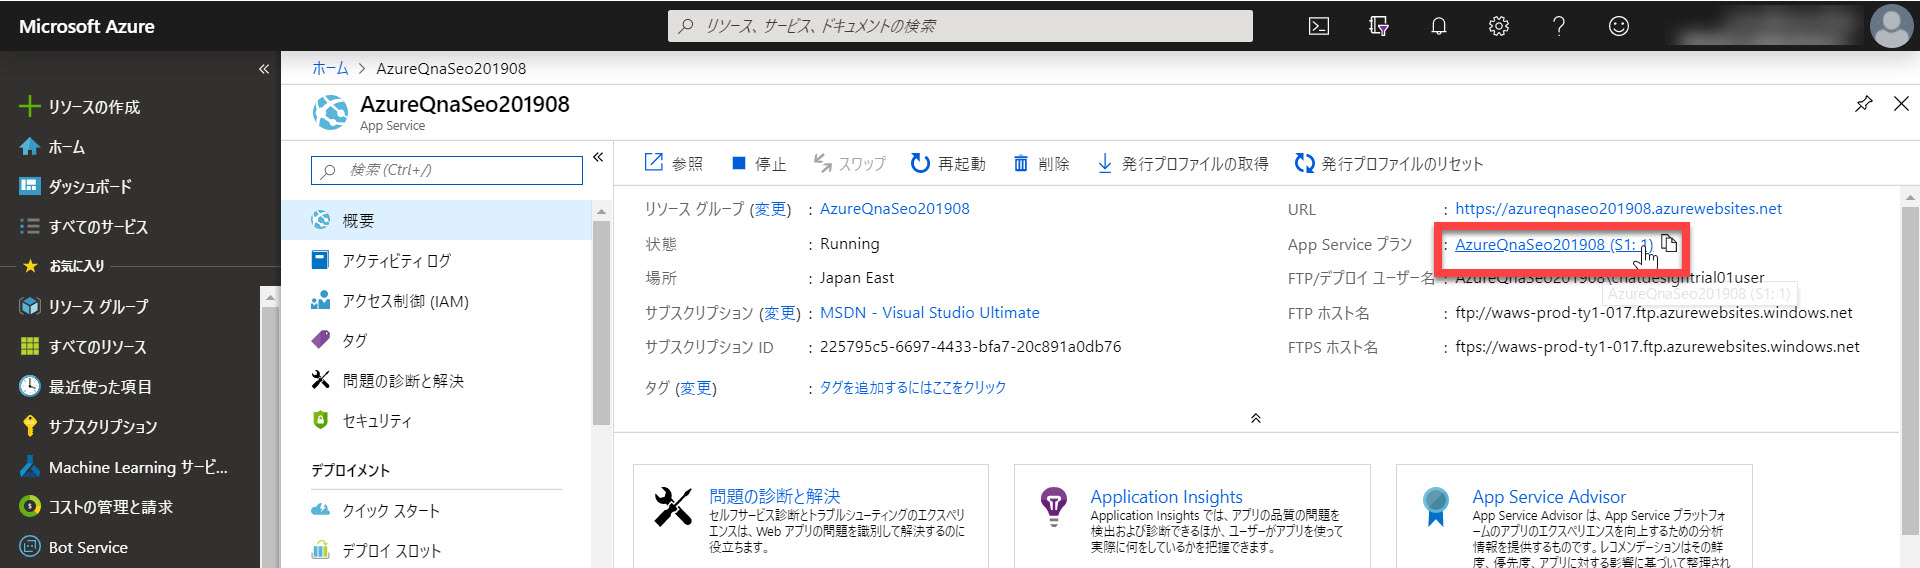 Microsoft Azure
リソース、サービス、ドキュメントの検索
リソースの作成
ホーム
ダッシュボード
すべてのサービス
お気に入り
リソース グループ
すべてのリソース
最近使った項目
サブスクリプション
Machine Learning サービ...
コストの管理と請求
Bot Service
ホーム > AzureQnaSeo201908
AzureQnaSeo201908
App Service
検索 (Ctrl+/)
概要
アクティビティ ログ
アクセス制御 (IAM)
タグ
問題の診断と解決
セキュリティ
デプロイメント
クイック スタート
デプロイ スロット
参照 停止 スワップ 再起動 削除 発行プロファイルの取得 発行プロファイルのリセット
リソース グループ (変更) : AzureQnaSeo201908
状態 : Running
場所 : Japan East
サブスクリプション (変更) : MSDN - Visual Studio Ultimate
サブスクリプション ID : 225795c5-6697-4433-bfa7-20c891a0db76
タグ (変更) : タグを追加するにはここをクリック
URL : https://azureqnaseo201908.azurewebsites.net
App Service プラン : AzureQnaSeo201908 (S1: 1)
FTP/デプロイ ユーザー名 : AzureQnaSeo201908\chatdesigntrial01user
AzureQnaSeo201908 (S1: 1)
FTP ホスト名 : ftp://waws-prod-ty1-017.ftp.azurewebsites.windows.net
FTPS ホスト名 : ftps://waws-prod-ty1-017.ftp.azurewebsites.windows.net
問題の診断と解決
セルフサービス診断とトラブルシューティングのエクスペリ
エンスは、Web アプリの問題を識別して解決するのに
役立ちます。
Application Insights
Application Insights では、アプリの品質の問題を
検出および診断できるほか、ユーザーがアプリを使って
実際に何をしているかを把握できます。
App Service Advisor
App Service Advisor は、App Service プラットフォ
ームのアプリのエクスペリエンスを向上するための分析
情報を提供するものです。レコメンデーションはその鮮
度、優先度、アプリに対する影響に基づいて整理され